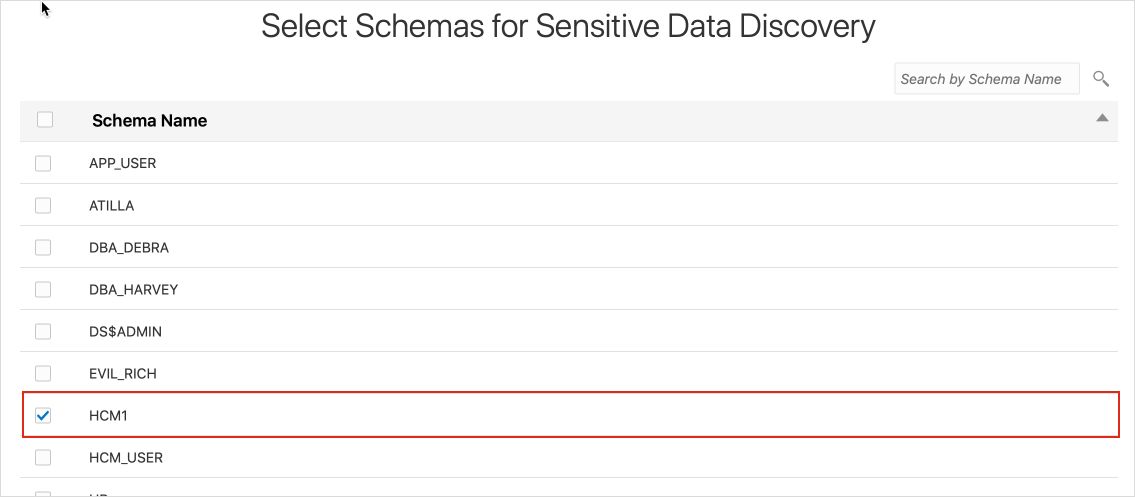 Select Schemas for Sensitive Data Discovery
Search by Schema Name
Schema Name
APP_USER
ATILLA
DBA_DEBRA
DBA_HARVEY
DS$ADMIN
EVIL_RICH
HCM1
HCM_USER